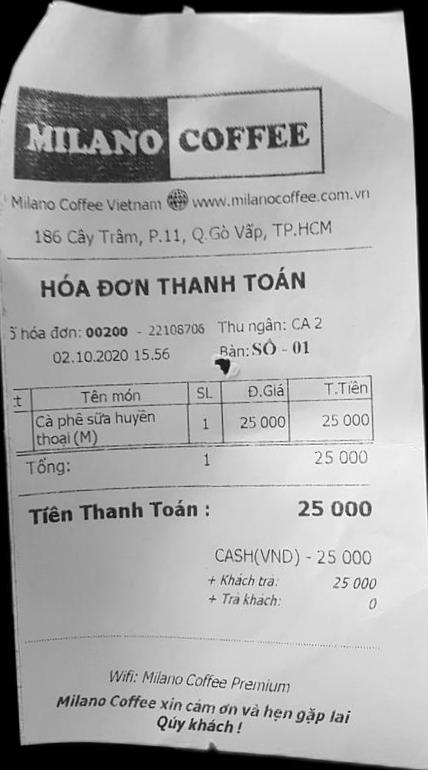 MILANO COFFEE
Milano Coffee Vietnam www.milanocoffee.com.vn
186 Cây Trâm, P.11, Q.Gò Vấp, TP.HCM
HÓA ĐƠN THANH TOÁN
hóa đơn: 00200 - 22108706 Thu ngân: CA 2
02.10.2020 15.56 Bàn: SỐ - 01
Tên món SL Đ.Giá T.Tiền
Cà phê sữa huyền 1 25 000 25 000
thoại (M)
Tổng: 1 25 000
Tiền Thanh Toán : 25 000
CASH(VND) - 25 000
+ Khách trả: 25 000
+ Trả khách: 0
Wifi: Milano Coffee Premium
Milano Coffee xin cảm ơn và hẹn gặp lại
Qúy khách !